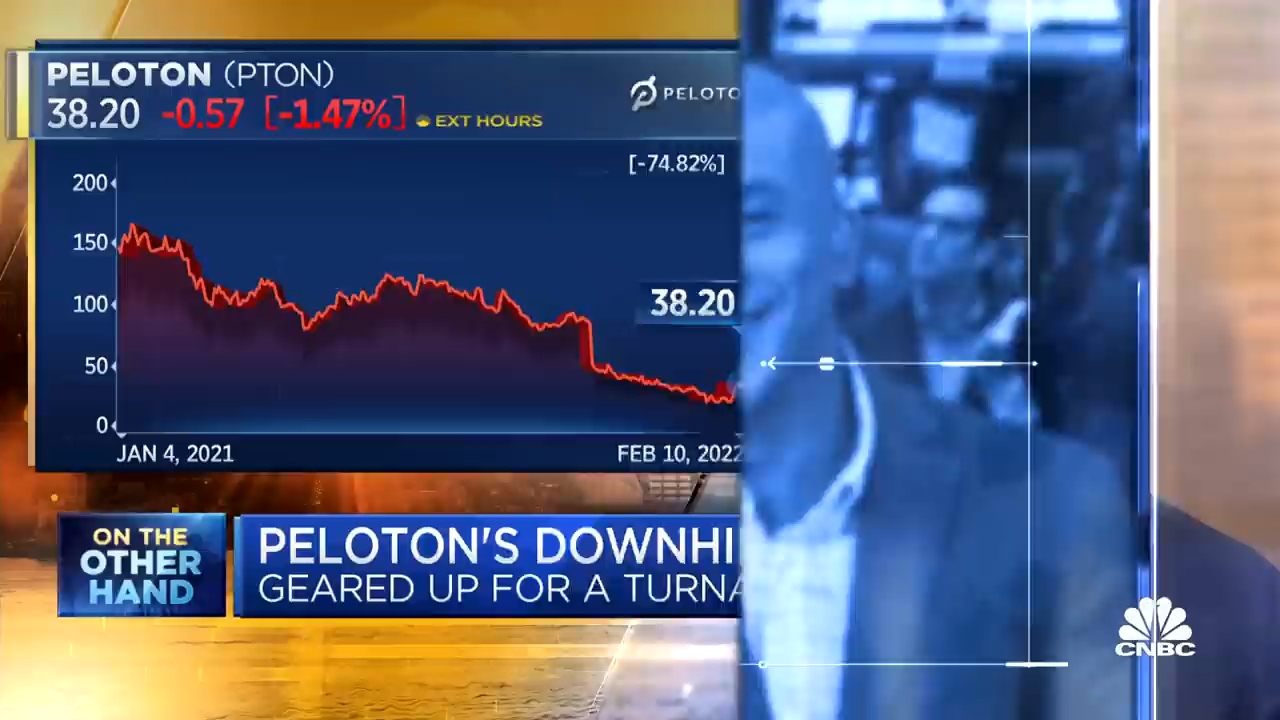 PELOTON (PTON)
38.20 -0.57 [-1.47%] EXT HOURS
PELOTO
[-74.82%]
200
150
100
50
0
38.20
JAN 4, 2021
FEB 10, 2022
ON THE
OTHER
HAND
PELOTON'S DOWNHI
GEARED UP FOR A TURNA
CNBC